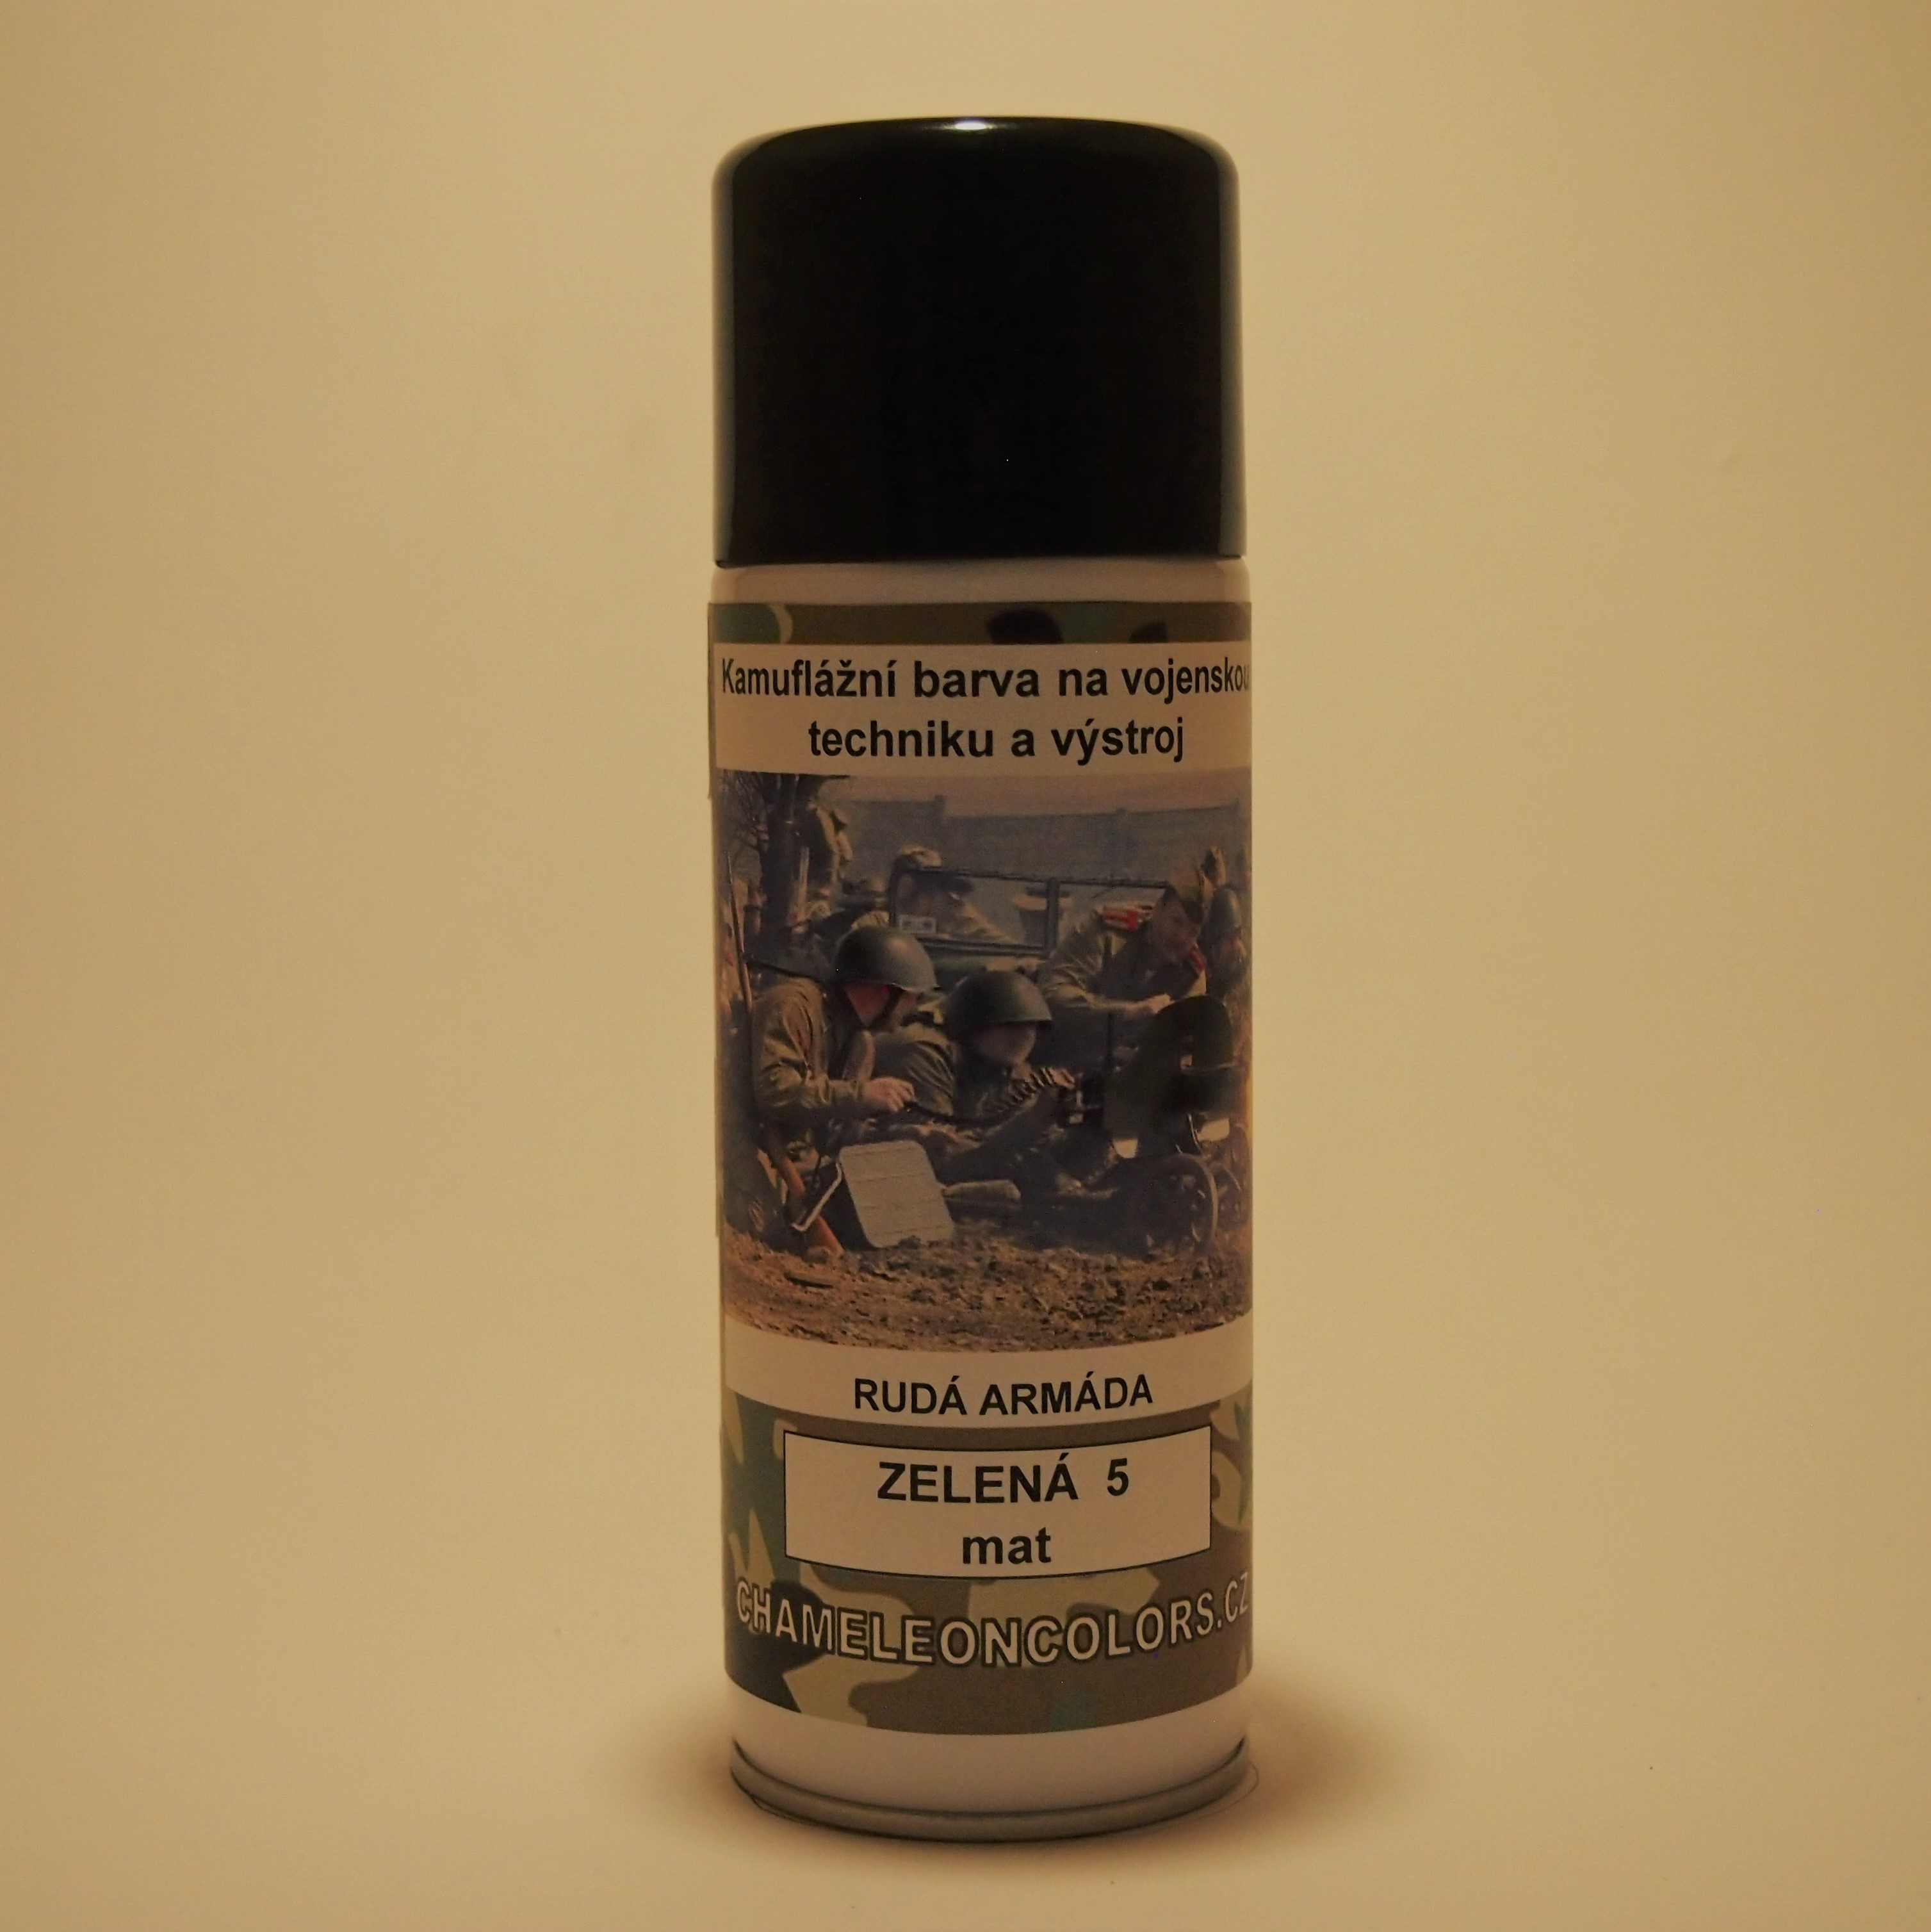 Kamuflážní barva na vojenskou
techniku a výstroj
RUDÁ ARMÁDA
ZELENÁ 5
mat
CHAMELEONCOLORS.CZ